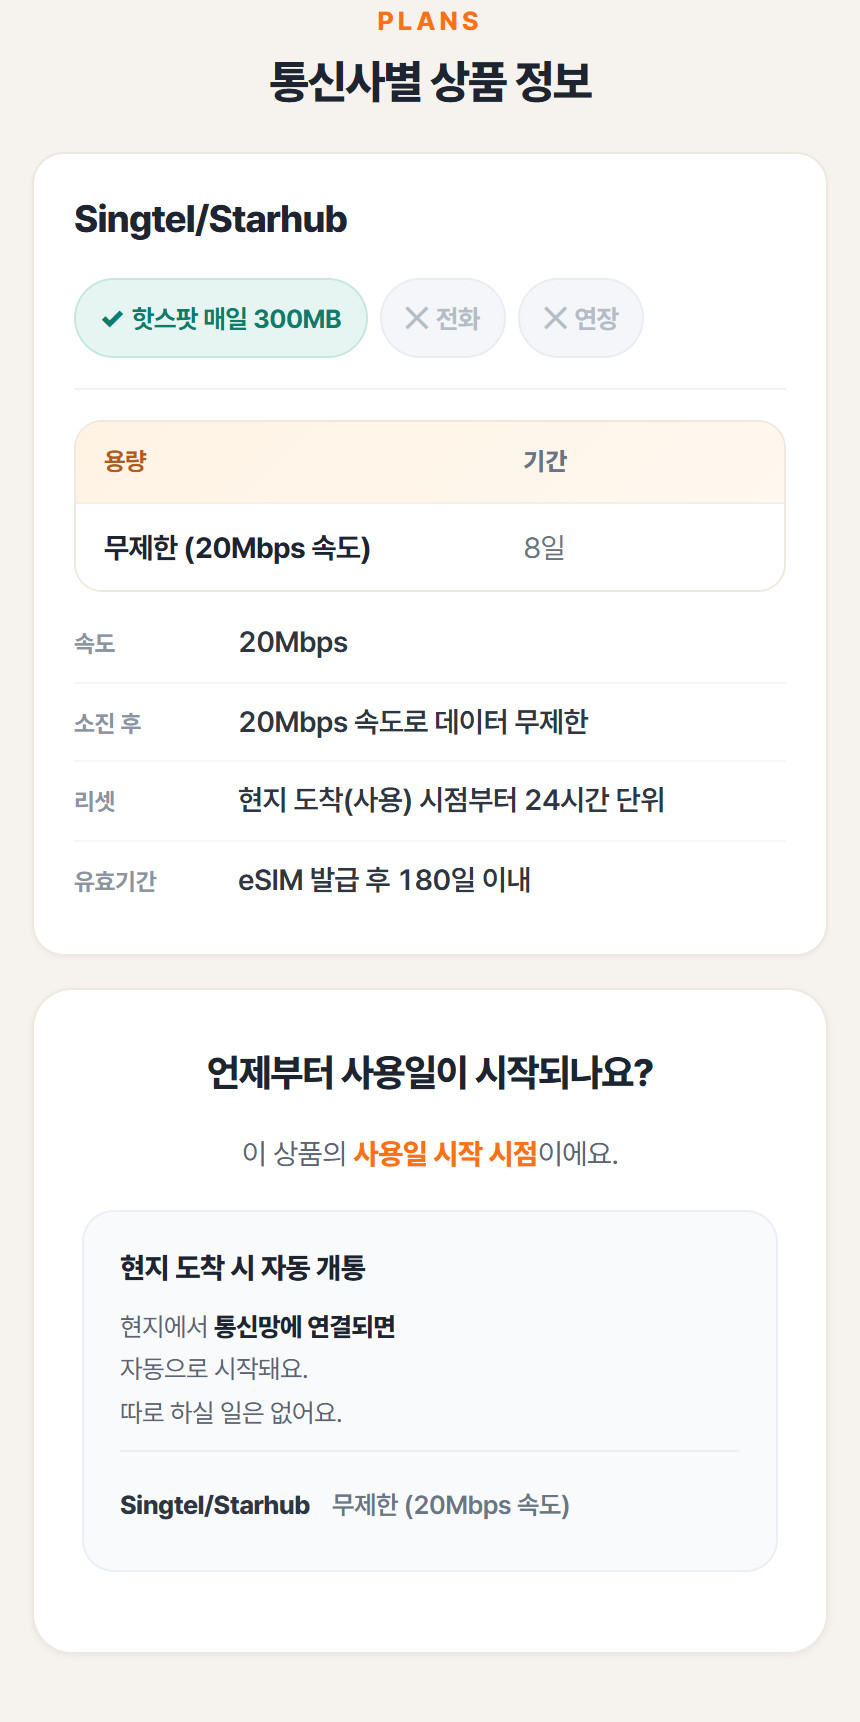 PLANS
통신사별 상품 정보
Singtel/Starhub
✓ 핫스팟 매일 300MB ✕ 전화 ✕ 연장
용량 기간
무제한 (20Mbps 속도) 8일
속도 20Mbps
소진 후 20Mbps 속도로 데이터 무제한
리셋 현지 도착(사용) 시점부터 24시간 단위
유효기간 eSIM 발급 후 180일 이내
언제부터 사용일이 시작되나요?
이 상품의 사용일 시작 시점이에요.
현지 도착 시 자동 개통
현지에서 통신망에 연결되면
자동으로 시작돼요.
따로 하실 일은 없어요.
Singtel/Starhub 무제한 (20Mbps 속도)